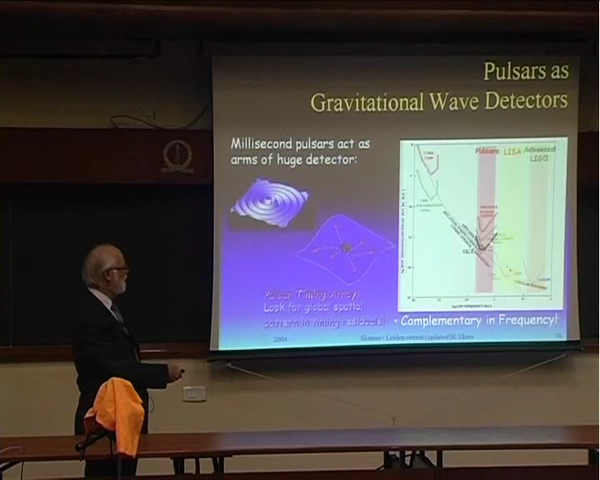 Pulsars as
Gravitational Wave Detectors
Millisecond pulsars act as
arms of huge detector:
Pulsars LISA Advanced
LIGO
Pulsar Timing Array:
Look for global spatial
pattern in timing residuals!
- Complementary in Frequency!
2004